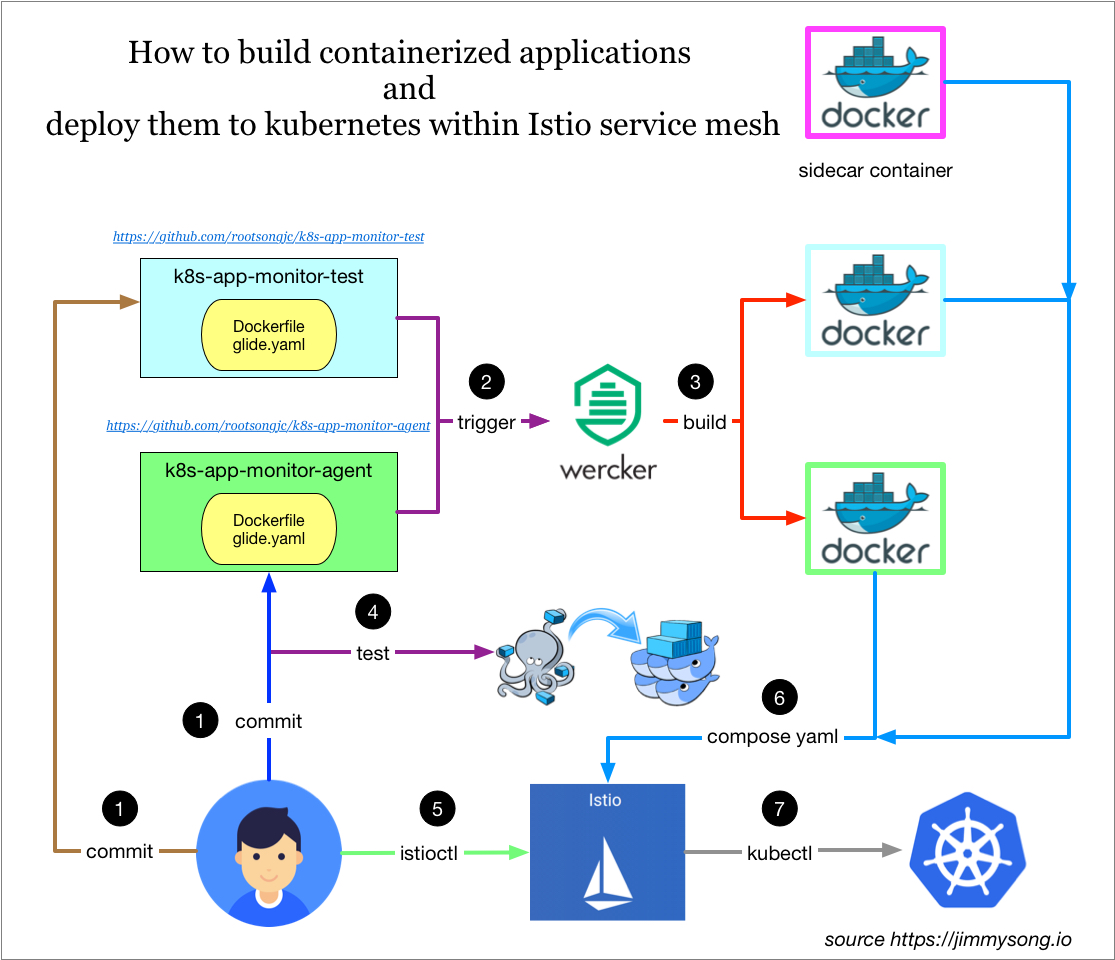 How to build containerized applications
and
deploy them to kubernetes within Istio service mesh
docker
sidecar container
https://github.com/rootsongjc/k8s-app-monitor-test
k8s-app-monitor-test
Dockerfile
glide.yaml
docker
2
trigger
wercker
3
build
https://github.com/rootsongjc/k8s-app-monitor-agent
k8s-app-monitor-agent
Dockerfile
glide.yaml
docker
4
test
1
commit
6
compose yaml
1
commit
5
istioctl
Istio
7
kubectl
source https://jimmysong.io